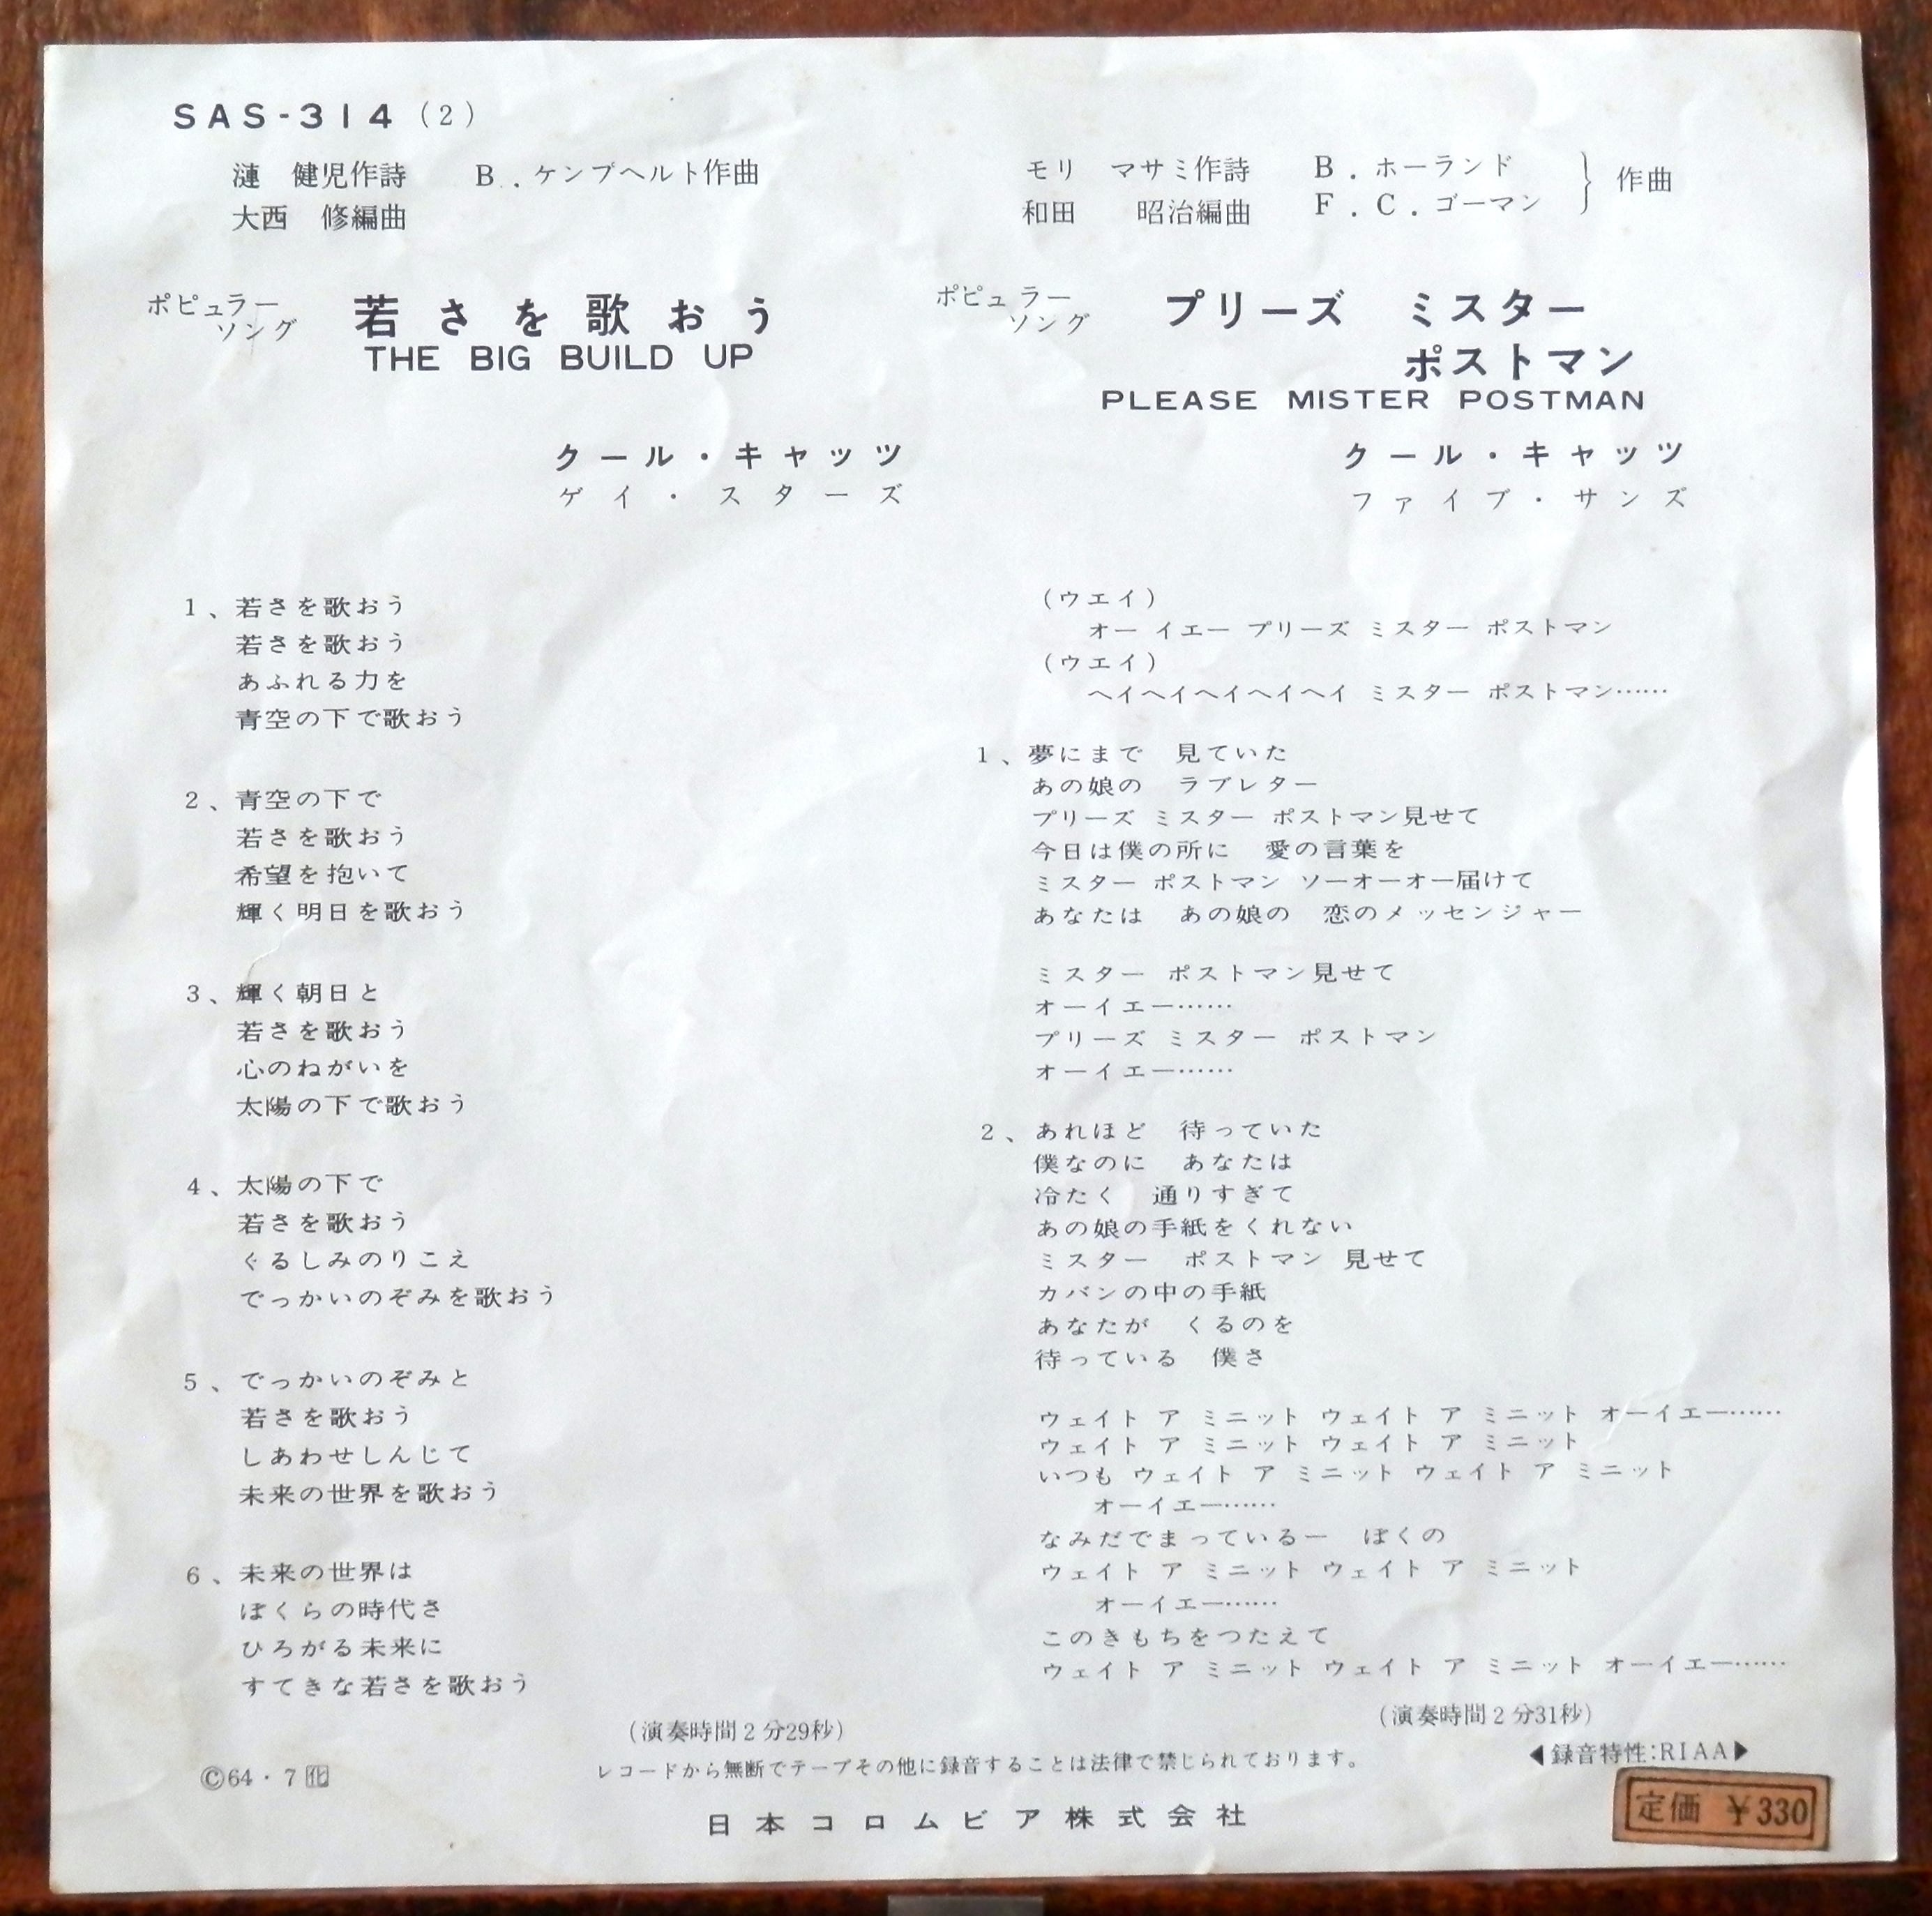 SAS-314(2)
漣 健児作詩 B.ケンプヘルト作曲
大西 修編曲
ポピュラー
ソング
若さを歌おう
THE BIG BUILD UP
クール・キャッツ
ゲイ・スターズ
1、若さを歌おう
若さを歌おう
あふれる力を
青空の下で歌おう
2、青空の下で
若さを歌おう
希望を抱いて
輝く明日を歌おう
3、輝く朝日と
若さを歌おう
心のねがいを
太陽の下で歌おう
4、太陽の下で
若さを歌おう
ぐるしみのりこえ
でっかいのぞみを歌おう
5、でっかいのぞみと
若さを歌おう
しあわせしんじて
未来の世界を歌おう
6、未来の世界は
ぼくらの時代さ
ひろがる未来に
すてきな若さを歌おう
(演奏時間2分29秒)
モリ マサミ作詩 B.ホーランド
和田 昭治編曲 F.C.ゴーマン
作曲
ポピュラー
ソング
プリーズ ミスター
ポストマン
PLEASE MISTER POSTMAN
クール・キャッツ
ファイブ・サンズ
(ウエイ)
オー イエー プリーズ ミスター ポストマン
(ウエイ)
ヘイヘイヘイヘイヘイ ミスター ポストマン……
1、夢にまで 見ていた
あの娘の ラブレター
プリーズ ミスター ポストマン見せて
今日は僕の所に 愛の言葉を
ミスター ポストマン ソーオーオー届けて
あなたは あの娘の 恋のメッセンジャー
ミスター ポストマン見せて
オーイエー……
プリーズ ミスター ポストマン
オーイエー……
2、あれほど 待っていた
僕なのに あなたは
冷たく 通りすぎて
あの娘の手紙をくれない
ミスター ポストマン 見せて
カバンの中の手紙
あなたが くるのを
待っている 僕さ
ウェイト ア ミニット ウェイト ア ミニット オーイエー……
ウェイト ア ミニット ウェイト ア ミニット
いつも ウェイト ア ミニット ウェイト ア ミニット
オーイエー……
なみだでまっているー ぼくの
ウェイト ア ミニット ウェイト ア ミニット
オーイエー……
このきもちをつたえて
ウェイト ア ミニット ウェイト ア ミニット オーイエー……
(演奏時間2分31秒)
◀録音特性:RIAA▶
©64・7
レコードから無断でテープその他に録音することは法律で禁じられております。
日本コロムビア株式会社
定価 ¥330